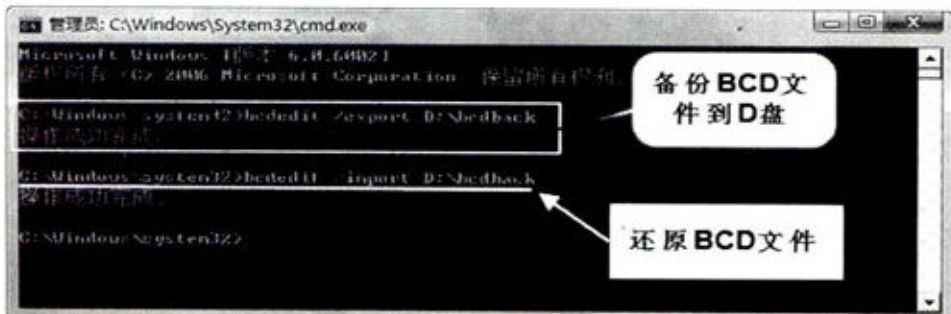 管理员: C:\Windows\System32\cmd.exe
Microsoft Windows [版本 6.0.6002]
版权所有 (C) 2006 Microsoft Corporation 保留所有权利。
C:\Windows\system32>bcdedit /export D:\bcdback
操作成功完成。
备份BCD文
件到D盘
C:\Windows\system32>bcdedit /import D:\bcdback
操作成功完成。
C:\Windows\system32>
还原BCD文件